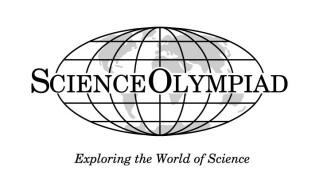 SCIENCEOLYMPIAD
Exploring the World of Science